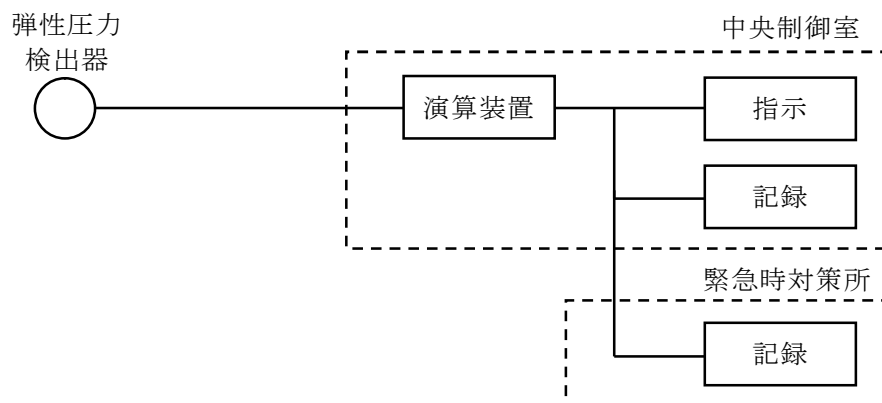 弾性圧力
検出器
中央制御室
演算装置
指示
記録
緊急時対策所
記録